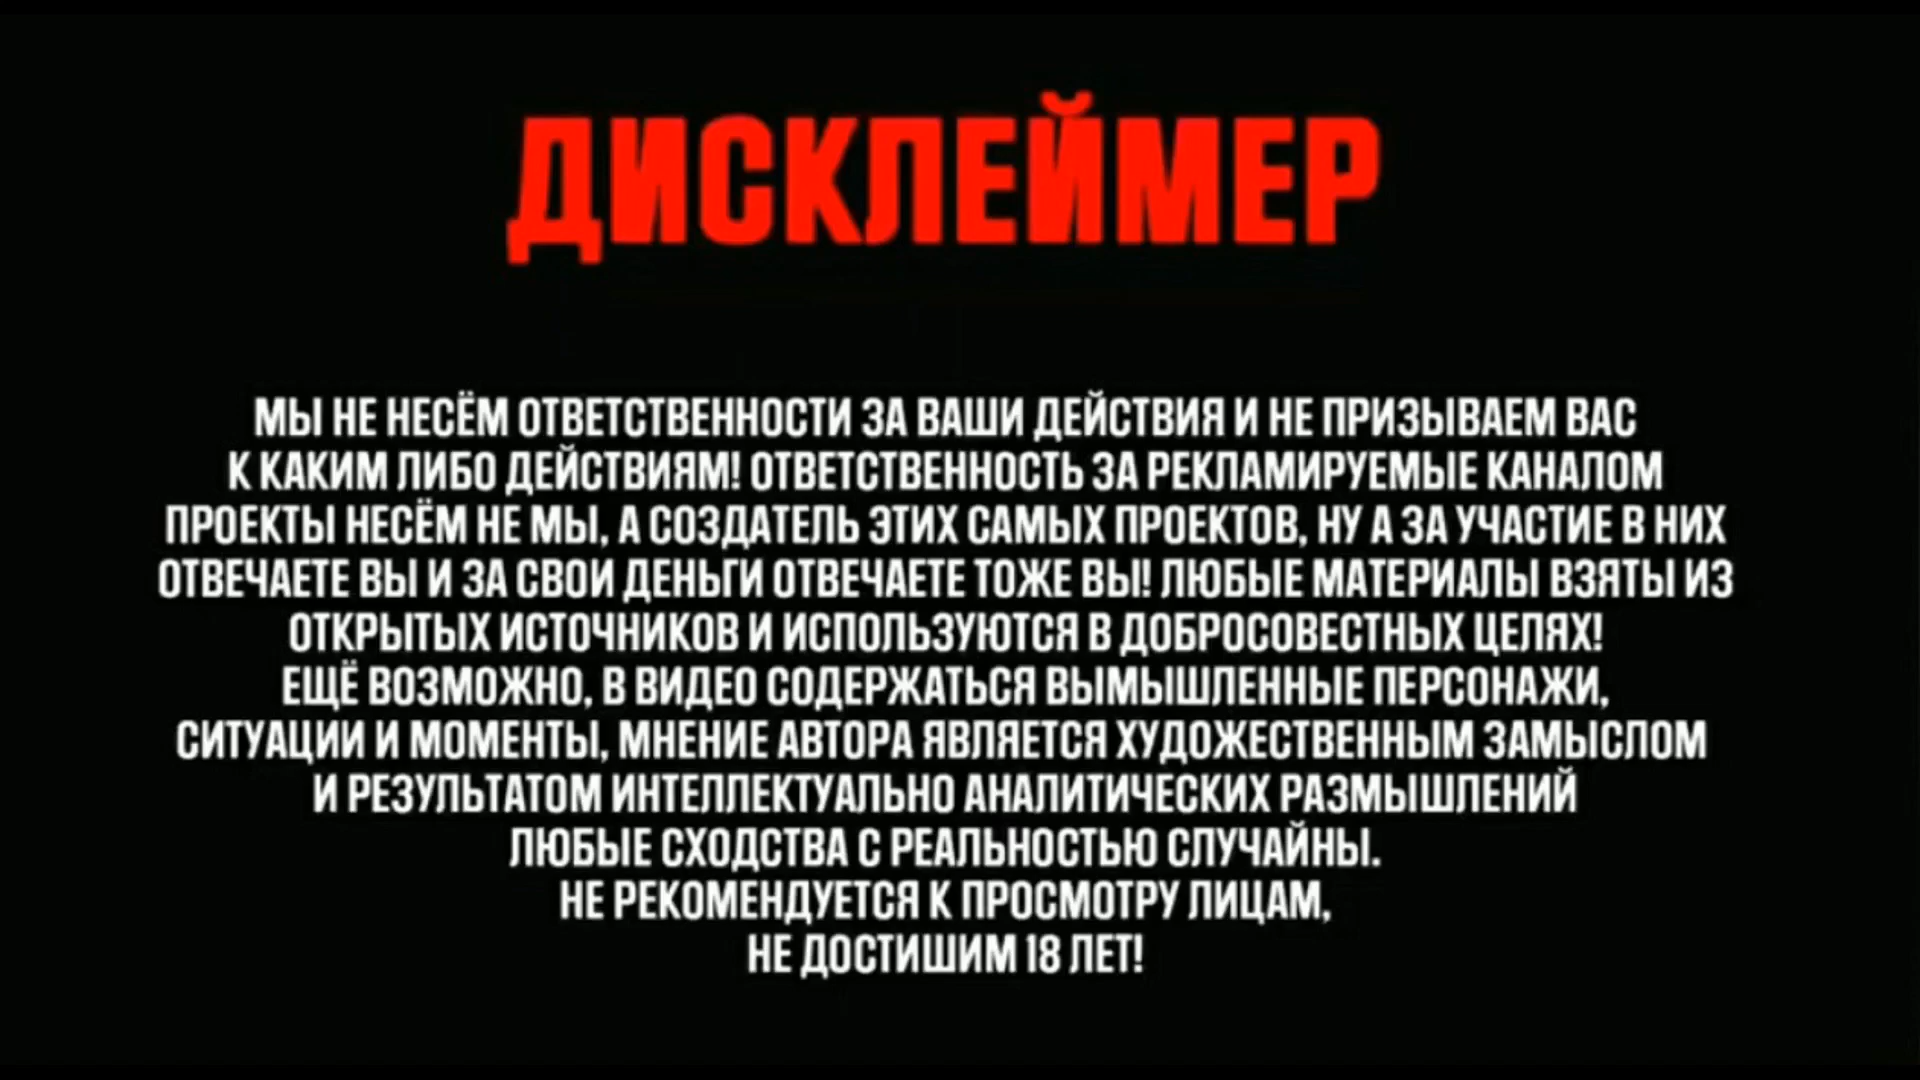 ДИСКЛЕЙМЕР
МЫ НЕ НЕСЁМ ОТВЕТСТВЕННОСТИ ЗА ВАШИ ДЕЙСТВИЯ И НЕ ПРИЗЫВАЕМ ВАС
К КАКИМ ЛИБО ДЕЙСТВИЯМ! ОТВЕТСТВЕННОСТЬ ЗА РЕКЛАМИРУЕМЫЕ КАНАЛОМ
ПРОЕКТЫ НЕСЁМ НЕ МЫ, А СОЗДАТЕЛЬ ЭТИХ САМЫХ ПРОЕКТОВ, НУ А ЗА УЧАСТИЕ В НИХ
ОТВЕЧАЕТЕ ВЫ И ЗА СВОИ ДЕНЬГИ ОТВЕЧАЕТЕ ТОЖЕ ВЫ! ЛЮБЫЕ МАТЕРИАЛЫ ВЗЯТЫ ИЗ
ОТКРЫТЫХ ИСТОЧНИКОВ И ИСПОЛЬЗУЮТСЯ В ДОБРОСОВЕСТНЫХ ЦЕЛЯХ!
ЕЩЁ ВОЗМОЖНО, В ВИДЕО СОДЕРЖАТЬСЯ ВЫМЫШЛЕННЫЕ ПЕРСОНАЖИ,
СИТУАЦИИ И МОМЕНТЫ, МНЕНИЕ АВТОРА ЯВЛЯЕТСЯ ХУДОЖЕСТВЕННЫМ ЗАМЫСЛОМ
И РЕЗУЛЬТАТОМ ИНТЕЛЛЕКТУАЛЬНО АНАЛИТИЧЕСКИХ РАЗМЫШЛЕНИЙ
ЛЮБЫЕ СХОДСТВА С РЕАЛЬНОСТЬЮ СЛУЧАЙНЫ.
НЕ РЕКОМЕНДУЕТСЯ К ПРОСМОТРУ ЛИЦАМ,
НЕ ДОСТИШИМ 18 ЛЕТ!